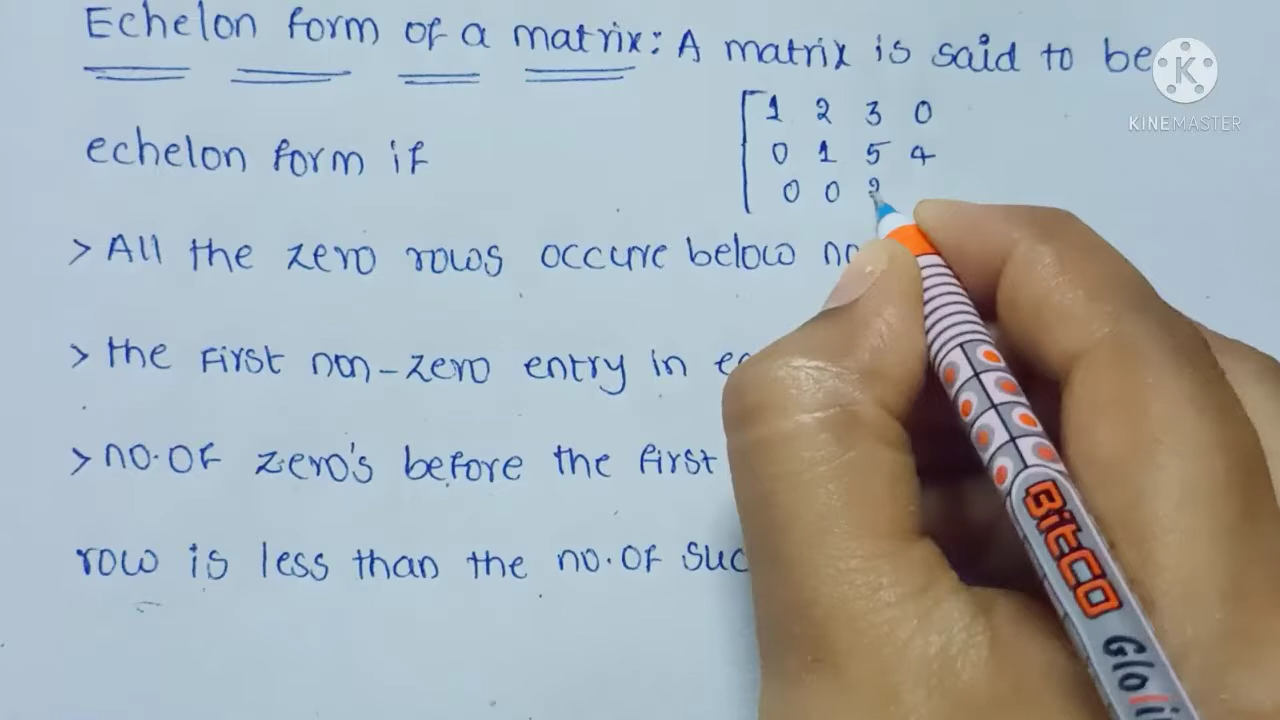 Echelon form of a matrix: A matrix is said to be
K
KINEMASTER
1 2 3 0
echelon form if
0 1 5 4
0 0
> All the zero rows occure below
> the first non-zero entry in
> no.of zero's before the first
row is less than the no.of
BitCO Gloli